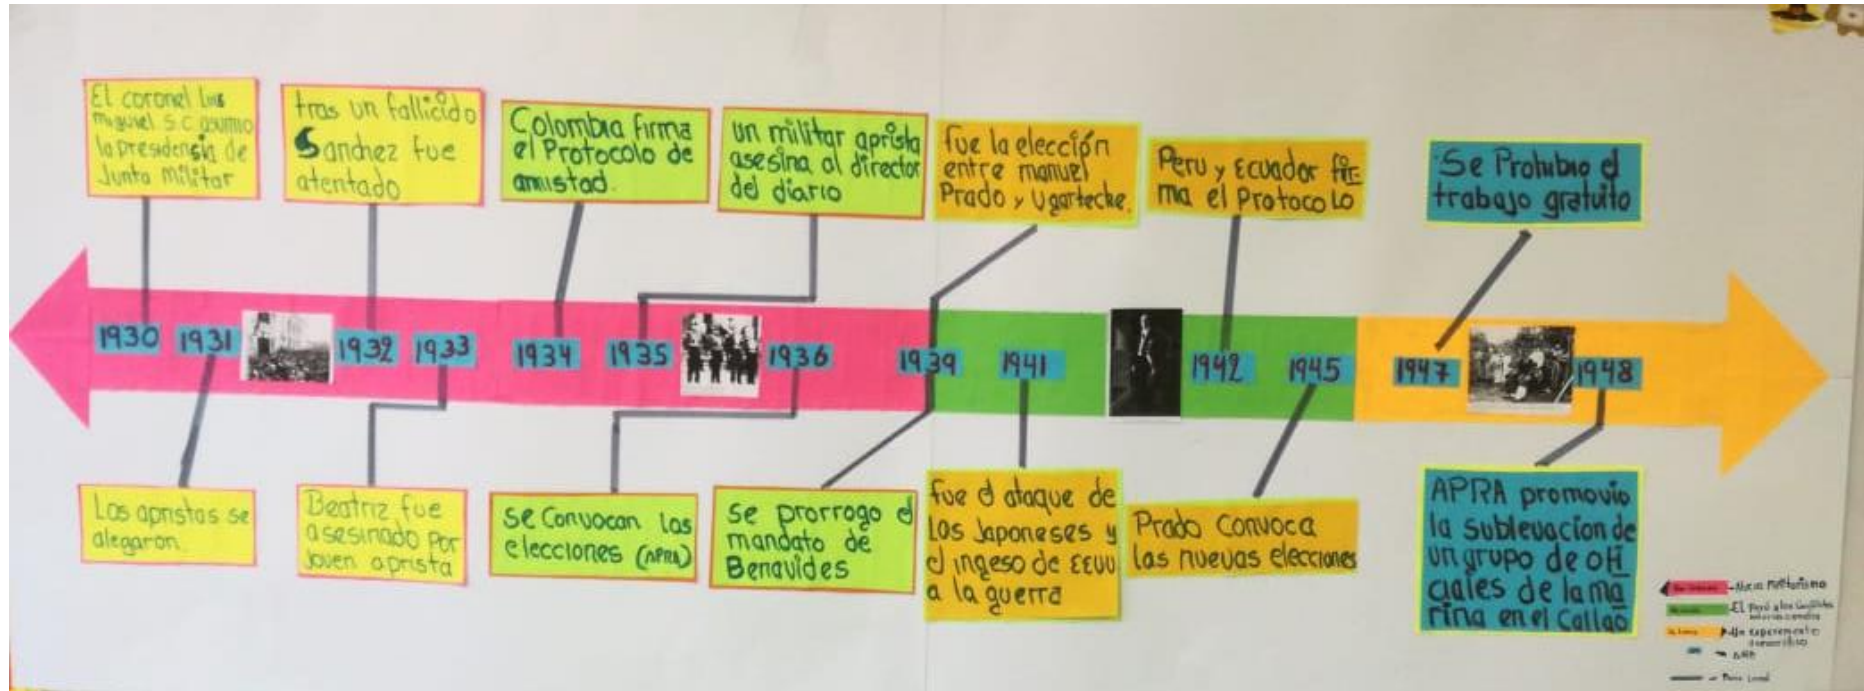 El coronel Luis
miguel S.C asumio
la presidensia de
Junta Militar
tras un fallicido
Sanchez fue
atentado
Colombia firma
el Protocolo de
amistad.
un militar aprista
asesina al director
del diario
fue la elección
entre manuel
Prado y Ugartecke.
Peru y Ecuador fir
ma el Protocolo
Se Prohibio el
trabajo gratuito
1930
1931
1932
1933
1934
1935
1936
1939
1941
1942
1945
1947
1948
Los apristas se
alegaron.
Beatriz fue
asesinado por
Joven aprista
se Convocan las
elecciones (APRA)
se prorrogo el
mandato de
Benavides
fue el ataque de
los Japoneses y
el ingeso de EEUU
a la guerra
Prado Convoca
las nuevas elecciones
APRA promovio
la sublevacion de
un grupo de ofi
ciales de la ma
rina en el Callao
El Perú
Un experimento
democrático